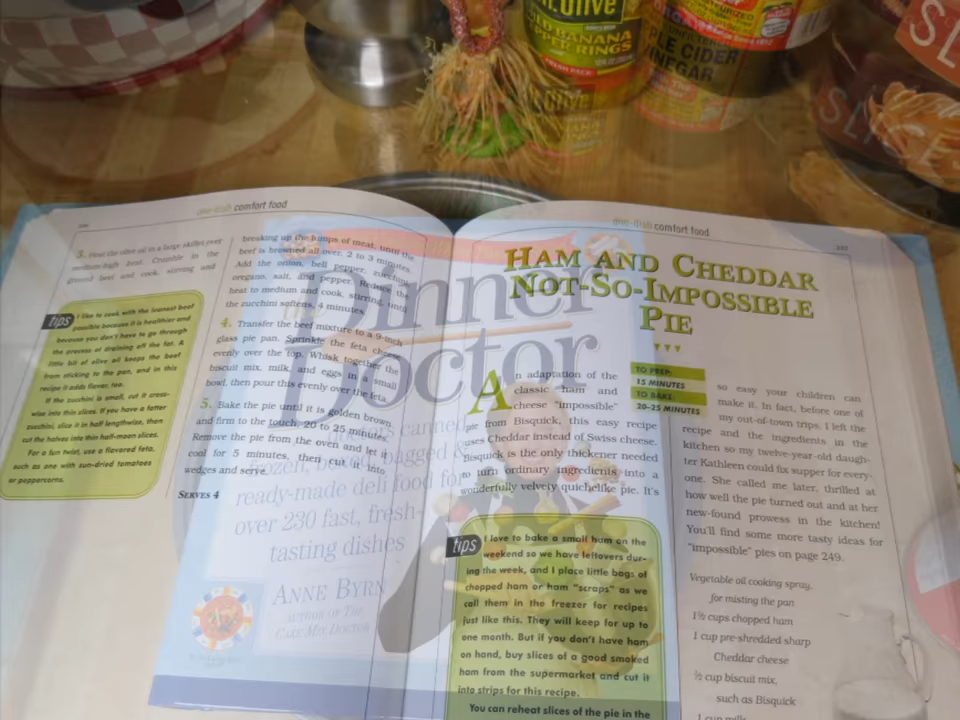 Mt.Olive
MILD BANANA
PEPPER RINGS
FRESH PACK
APPLE CIDER
VINEGAR
one-dish comfort food
3. Heat the olive oil in a large skillet over
medium-high heat. Crumble in the
ground beef and cook, stirring and
tips I like to cook with the leanest beef
possible because it is healthier and
because you don't have to go through
the process of draining off the fat. A
little bit of olive oil keeps the beef
from sticking to the pan, and in this
recipe it adds flavor, too.
If the zucchini is small, cut it cross-
wise into thin slices. If you have a fatter
zucchini, slice it in half lengthwise, then
cut the halves into thin half-moon slices.
For a fun twist, use a flavored feta,
such as one with sun-dried tomatoes
or peppercorns.
breaking up the lumps of meat, until the
beef is browned all over, 2 to 3 minutes.
Add the onion, bell pepper, zucchini,
oregano, salt, and pepper. Reduce the
heat to medium and cook, stirring, until
the zucchini softens, 4 minutes.
4. Transfer the beef mixture to a 9-inch
glass pie pan. Sprinkle the feta cheese
evenly over the top. Whisk together the
biscuit mix, milk, and eggs in a small
bowl, then pour this evenly over the feta.
5. Bake the pie until it is golden brown
and firm to the touch, 20 to 25 minutes.
Remove the pie from the oven and let it
cool for 5 minutes, then cut it into
wedges and serve.
SERVES 4
one-dish comfort food
HAM AND CHEDDAR
NOT-SO-IMPOSSIBLE
PIE
TO PREP:
15 MINUTES
TO BAKE:
20-25 MINUTES
An adaptation of the
classic ham and
cheese "impossible"
pie from Bisquick, this easy recipe
uses Cheddar instead of Swiss cheese.
Bisquick is the only thickener needed
to turn ordinary ingredients into a
wonderfully velvety quichelike pie. It's
tips I love to bake a small ham on the
weekend so we have leftovers dur-
ing the week, and I place little bags of
chopped ham or ham "scraps" as we
call them in the freezer for recipes
just like this. They will keep for up to
one month. But if you don't have ham
on hand, buy slices of a good smoked
ham from the supermarket and cut it
into strips for this recipe.
You can reheat slices of the pie in the
so easy your children can
make it. In fact, before one of
my out-of-town trips, I left the
recipe and the ingredients in the
kitchen so my twelve-year-old daugh-
ter Kathleen could fix supper for every-
one. She called me later, thrilled at
how well the pie turned out and at her
new-found prowess in the kitchen!
You'll find some more tasty ideas for
"impossible" pies on page 249.
Vegetable oil cooking spray,
for misting the pan
1½ cups chopped ham
1 cup pre-shredded sharp
Cheddar cheese
½ cup biscuit mix,
such as Bisquick
1 cup milk
Dinner
Doctor
frozen, bagged &
ready-made deli food for
over 230 fast, fresh-
tasting dishes
ANNE BYRN
AUTHOR OF THE
CAKE MIX DOCTOR